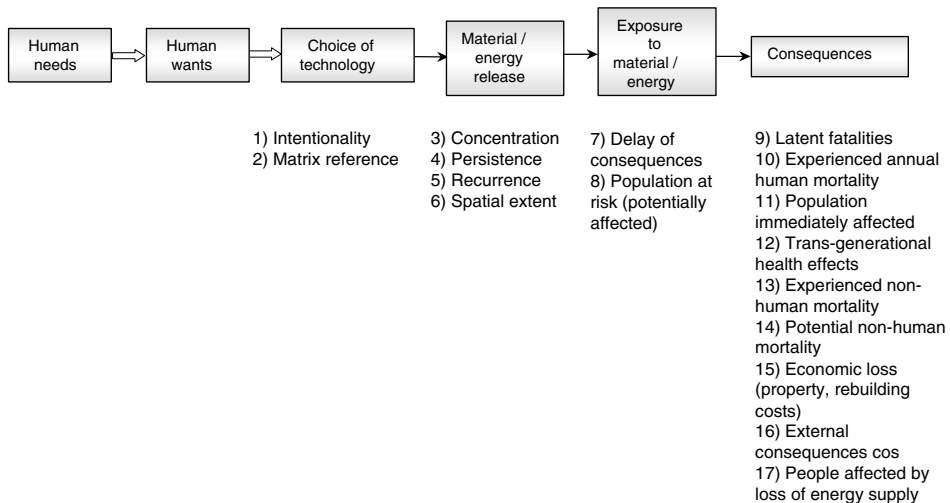 Human
needs
Human
wants
Choice of
technology
Material /
energy
release
Exposure
to
material /
energy
Consequences
1) Intentionality
2) Matrix reference
3) Concentration
4) Persistence
5) Recurrence
6) Spatial extent
7) Delay of
consequences
8) Population at
risk (potentially
affected)
9) Latent fatalities
10) Experienced annual
human mortality
11) Population
immediately affected
12) Trans-generational
health effects
13) Experienced non-
human mortality
14) Potential non-human
mortality
15) Economic loss
(property, rebuilding
costs)
16) External
consequences cos
17) People affected by
loss of energy supply